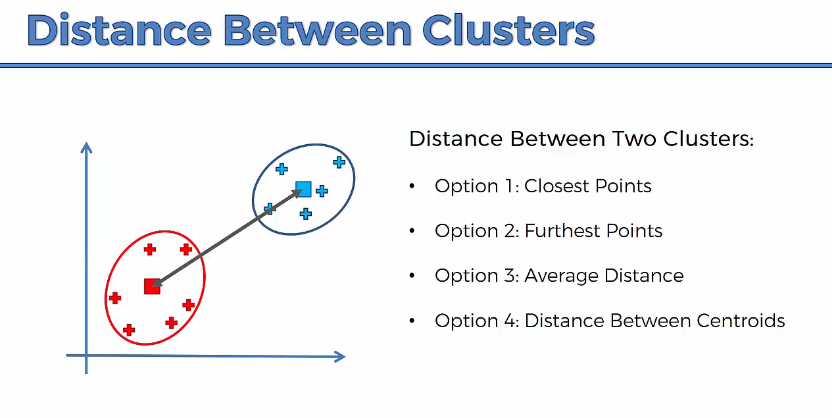 Distance Between Clusters
Distance Between Two Clusters:
• Option 1: Closest Points
• Option 2: Furthest Points
• Option 3: Average Distance
• Option 4: Distance Between Centroids